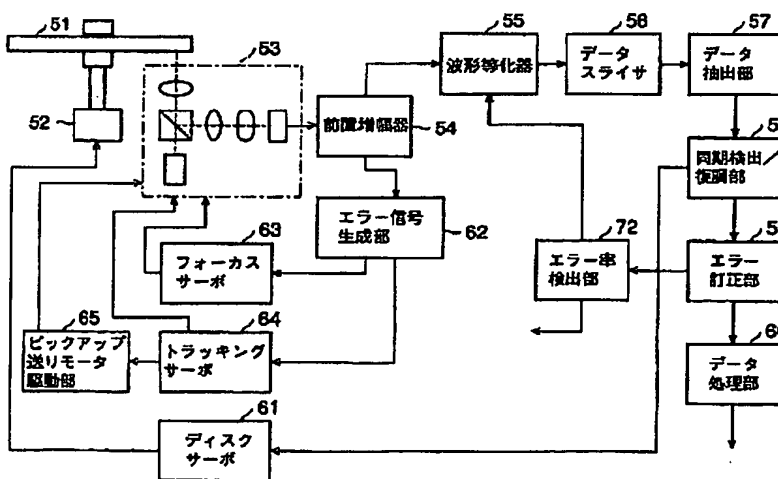 51
52
53
前置増幅器
54
55
波形等化器
56
データ
スライサ
57
データ
抽出部
5
同期検出
復調部
5
エラー
訂正部
6
データ
処理部
72
エラー率
検出部
エラー信号
生成部
62
63
フォーカス
サーボ
64
トラッキング
サーボ
65
ピックアップ
送りモータ
駆動部
61
ディスク
サーボ